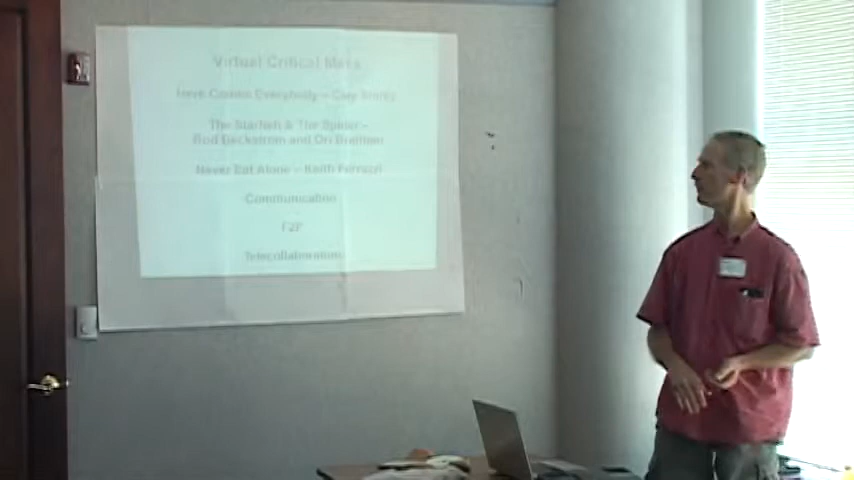 Virtual Critical Mass
Here Comes Everybody – Clay Shirky
The Starfish & The Spider –
Rod Beckstrom and Ori Brafman
Never Eat Alone – Keith Ferrazzi
Communication
F2F
Telecollaboration